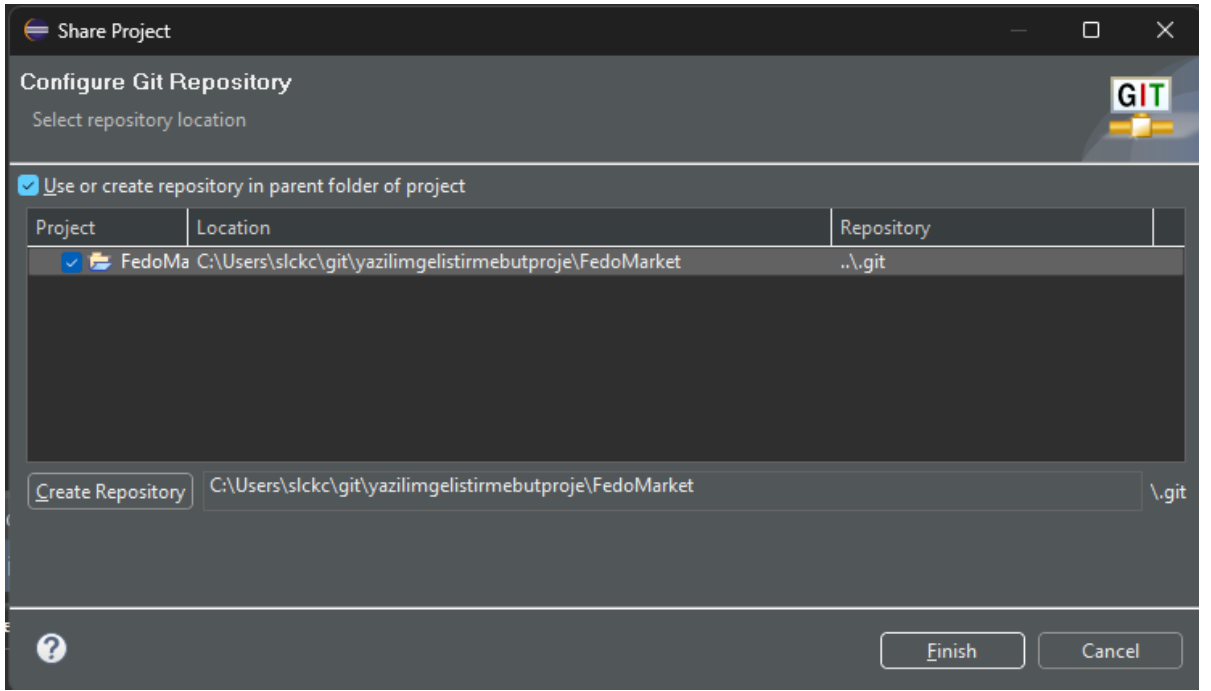 Share Project
Configure Git Repository
Select repository location
GIT
Use or create repository in parent folder of project
Project Location Repository
FedoMa C:\Users\slckc\git\yazilimgelistirmebutproje\FedoMarket ..\.git
Create Repository C:\Users\slckc\git\yazilimgelistirmebutproje\FedoMarket \.git
Finish Cancel